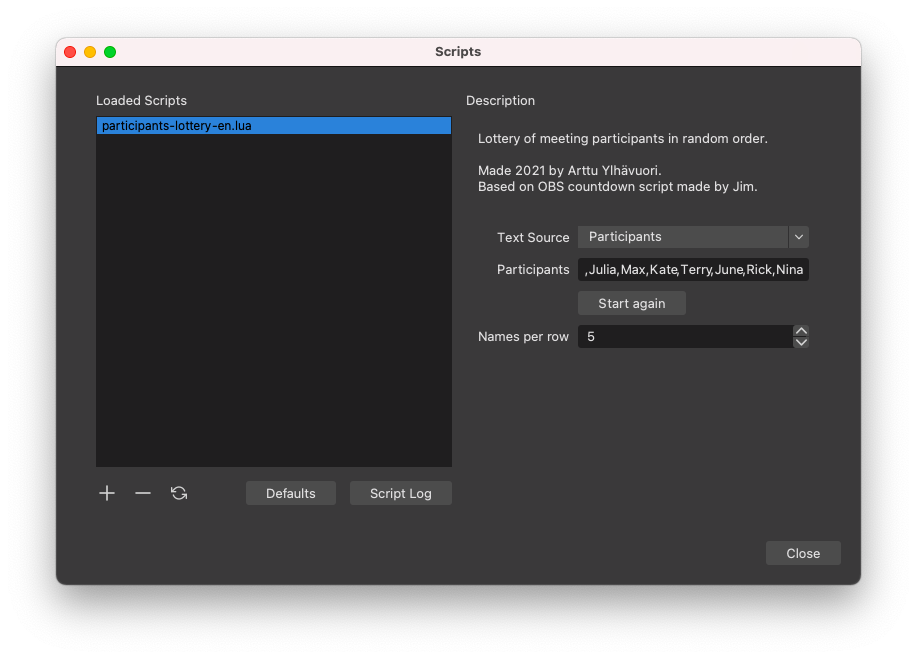 Scripts
Loaded Scripts
participants-lottery-en.lua
Defaults
Script Log
Description
Lottery of meeting participants in random order.
Made 2021 by Arttu Ylhävuori.
Based on OBS countdown script made by Jim.
Text Source Participants
Participants ,Julia,Max,Kate,Terry,June,Rick,Nina
Start again
Names per row 5
Close